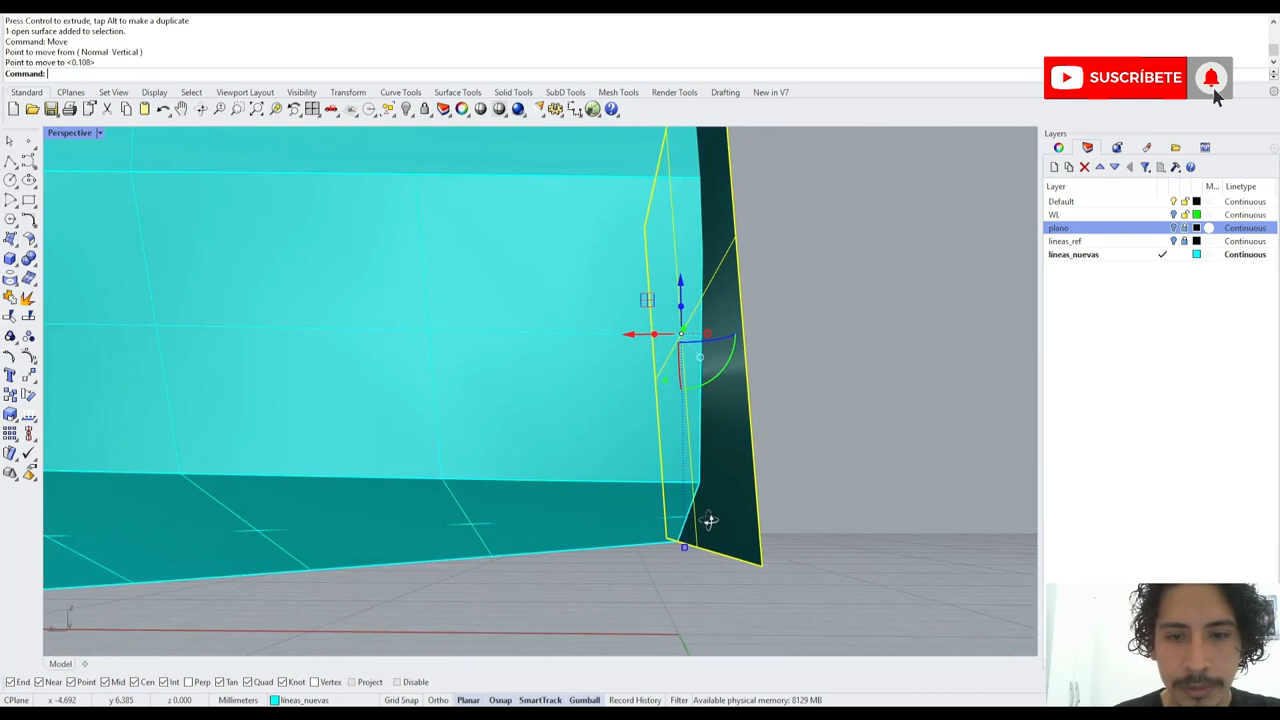 Press Control to extrude, tap Alt to make a duplicate
1 open surface added to selection.
Command: Move
Point to move from ( Normal Vertical )
Point to move to <0.108>
Command:
SUSCRÍBETE
Standard CPlanes Set View Display Select Viewport Layout Visibility Transform Curve Tools Surface Tools Solid Tools SubD Tools Mesh Tools Render Tools Drafting New in V7
Perspective
Layers
Layer M... Linetype
Default Continuous
WL Continuous
plano Continuous
lineas_ref Continuous
líneas_nuevas Continuous
z
x
y
Model
End Near Point Mid Cen Int Perp Tan Quad Knot Vertex Project Disable
CPlane x -4.692 y 6.385 z 0.000 Millimeters líneas_nuevas Grid Snap Ortho Planar Osnap SmartTrack Gumball Record History Filter Available physical memory: 8129 MB